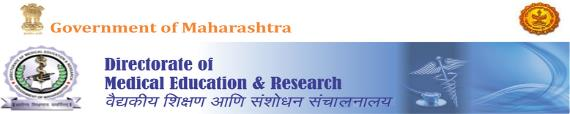 Government of Maharashtra
Directorate of
Medical Education & Research
वैद्यकीय शिक्षण आणि संशोधन संचालनालय